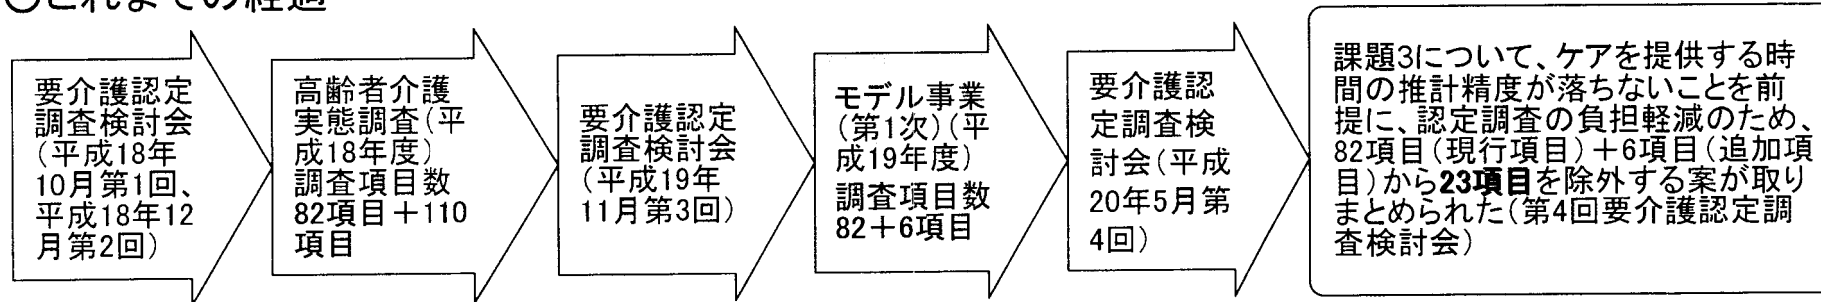 〇これまでの経過
要介護認定
調査検討会
(平成18年
10月第1回、
平成18年12
月第2回)
高齢者介護
実態調査(平
成18年度)
調査項目数
82項目+110
項目
要介護認定
調査検討会
(平成19年
11月第3回)
モデル事業
(第1次)(平
成19年度)
調査項目数
82+6項目
要介護認
定調査検
討会(平成
20年5月第
4回)
課題3について、ケアを提供する時
間の推計精度が落ちないことを前
提に、認定調査の負担軽減のため、
82項目(現行項目)+6項目(追加項
目)から23項目を除外する案が取り
まとめられた(第4回要介護認定調
査検討会)